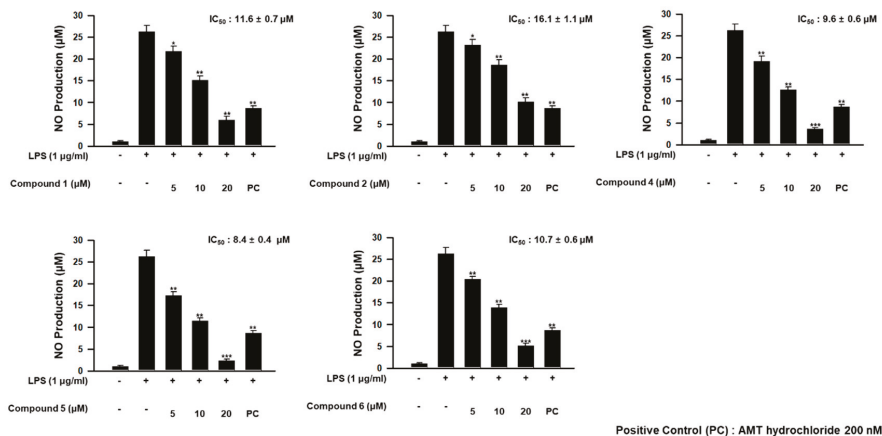 IC50 : 11.6 ± 0.7 µM
NO Production (µM)
30
25
20
15
10
5
0
* ** ** **
LPS (1 µg/ml) - + + + + +
Compound 1 (µM) - - 5 10 20 PC
IC50 : 16.1 ± 1.1 µM
NO Production (µM)
30
25
20
15
10
5
0
* ** ** **
LPS (1 µg/ml) - + + + + +
Compound 2 (µM) - - 5 10 20 PC
IC50 : 9.6 ± 0.6 µM
NO Production (µM)
30
25
20
15
10
5
0
** ** *** **
LPS (1 µg/ml) - + + + + +
Compound 4 (µM) - - 5 10 20 PC
IC50 : 8.4 ± 0.4 µM
NO Production (µM)
30
25
20
15
10
5
0
** ** *** **
LPS (1 µg/ml) - + + + + +
Compound 5 (µM) - - 5 10 20 PC
IC50 : 10.7 ± 0.6 µM
NO Production (µM)
30
25
20
15
10
5
0
** ** *** **
LPS (1 µg/ml) - + + + + +
Compound 6 (µM) - - 5 10 20 PC
Positive Control (PC) : AMT hydrochloride 200 nM